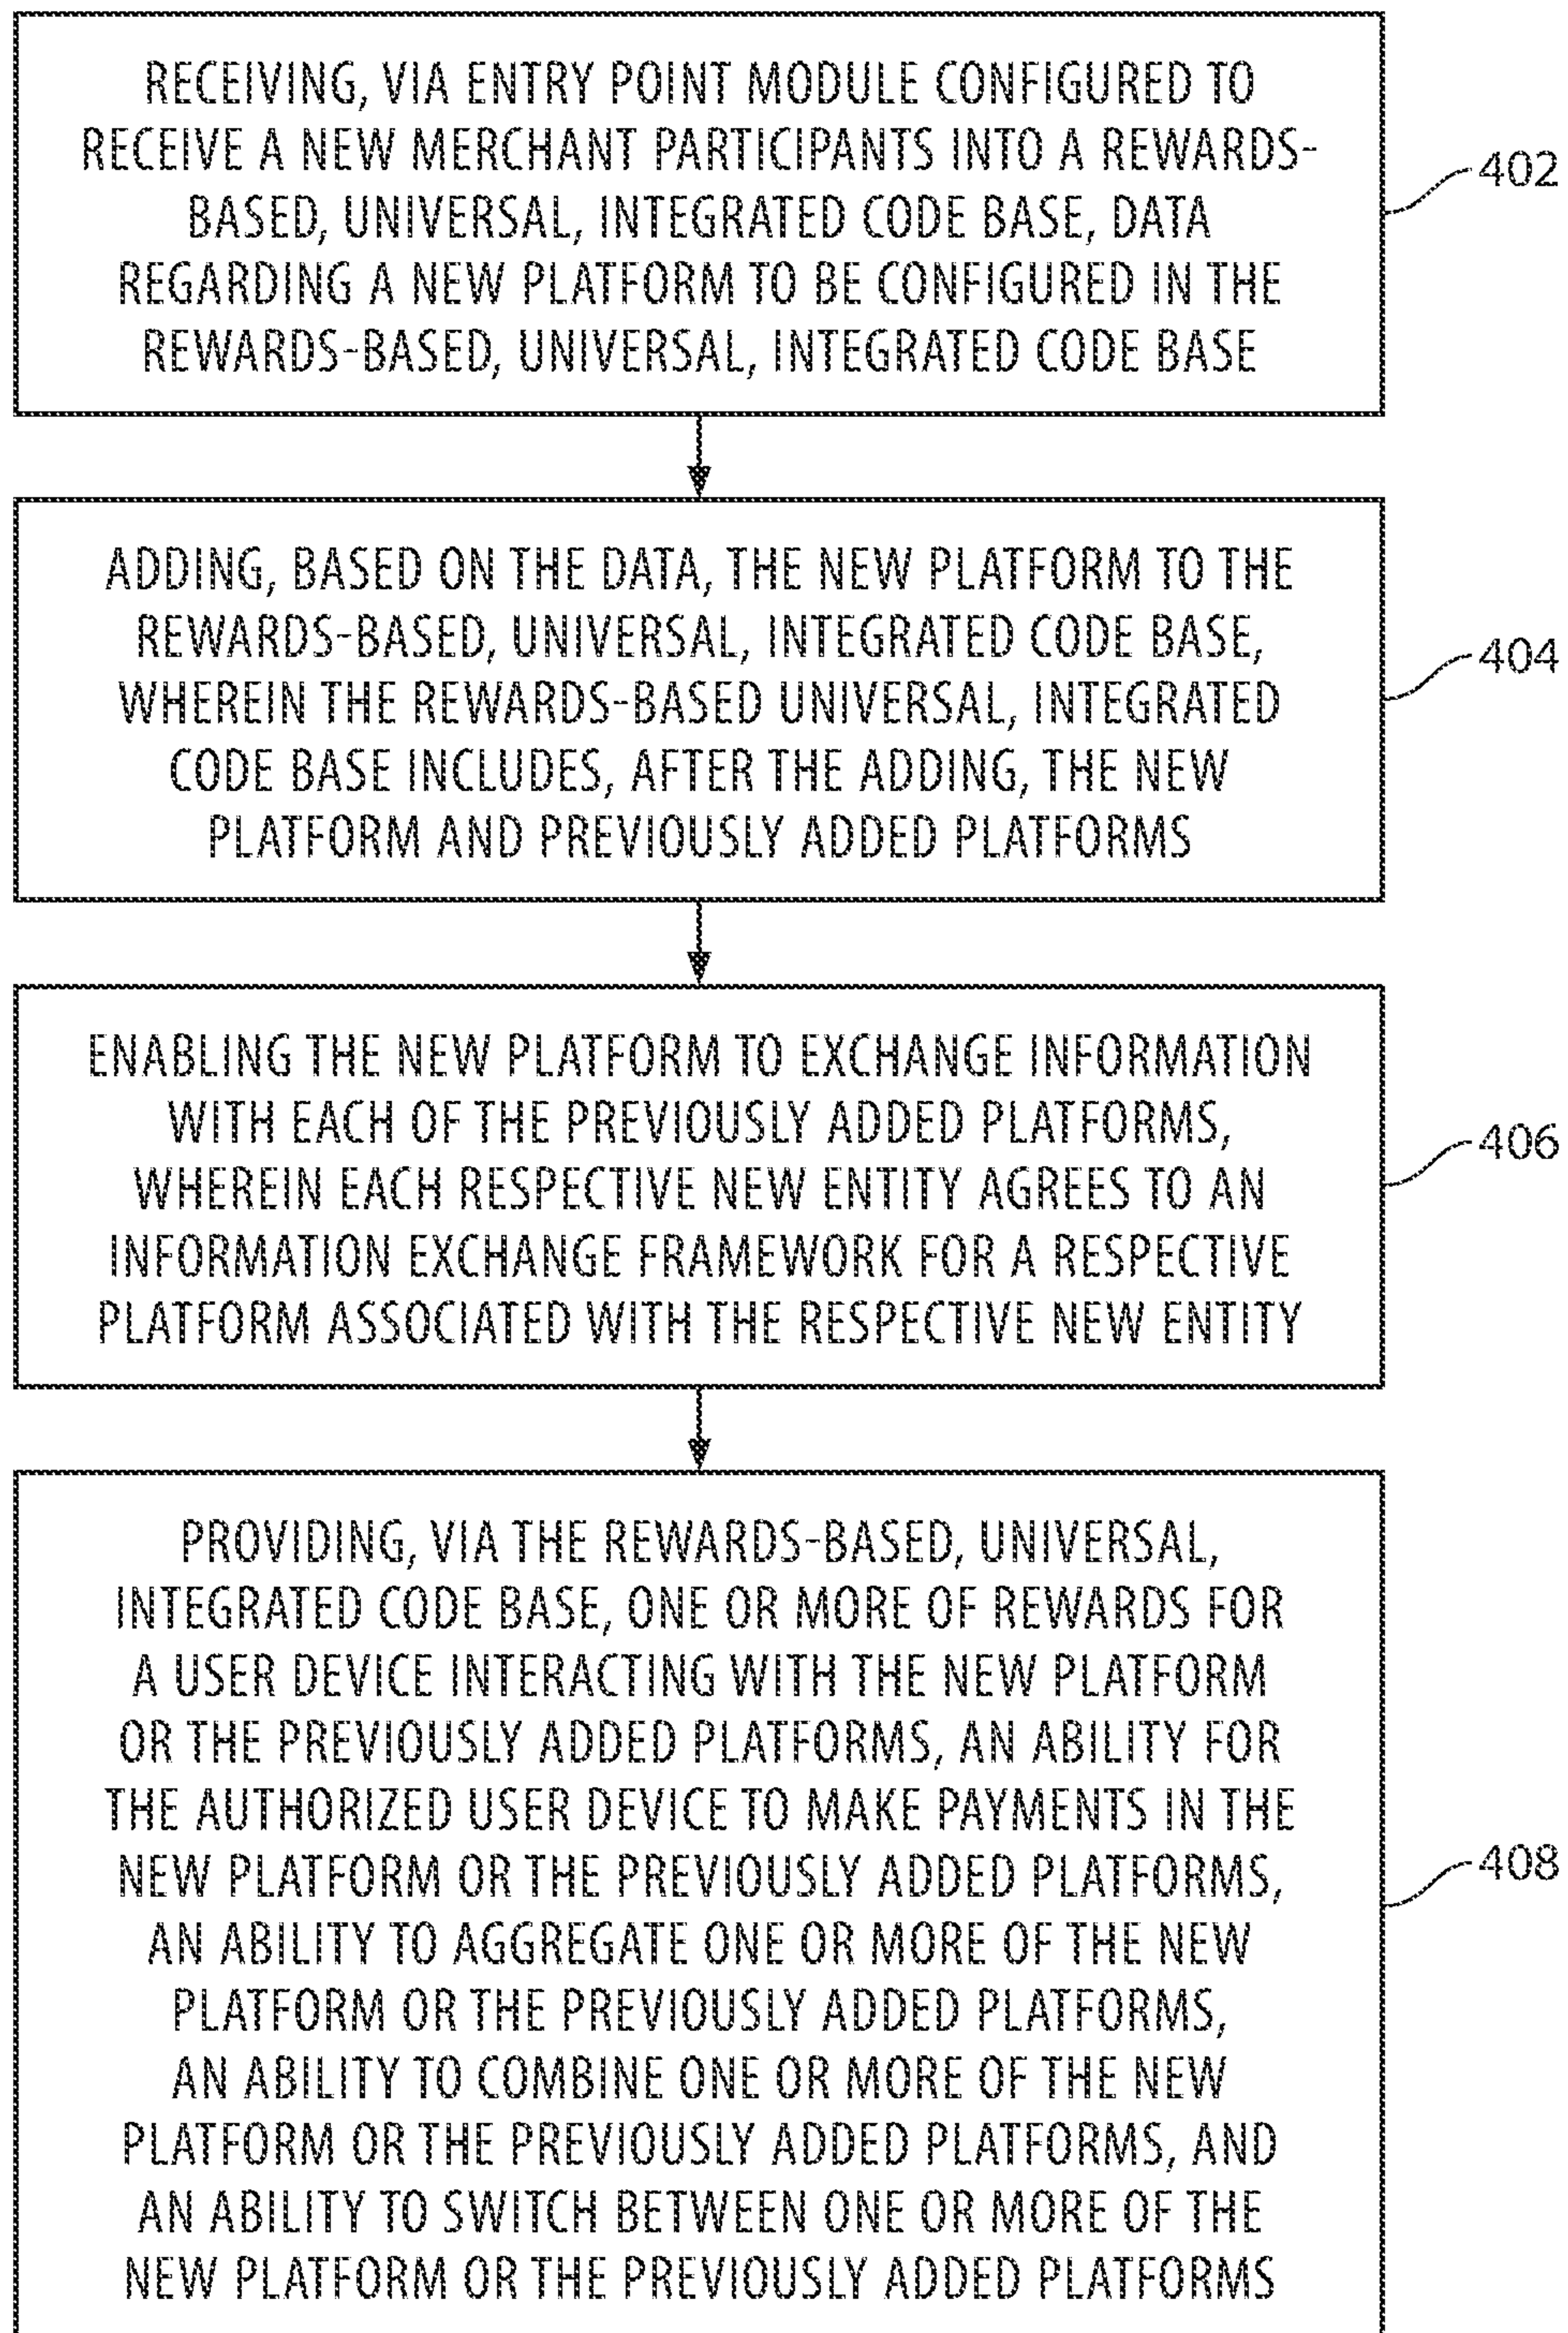 RECEIVING, VIA ENTRY POINT MODULE CONFIGURED TO
RECEIVE A NEW MERCHANT PARTICIPANTS INTO A REWARDS-
BASED, UNIVERSAL, INTEGRATED CODE BASE, DATA
REGARDING A NEW PLATFORM TO BE CONFIGURED IN THE
REWARDS-BASED, UNIVERSAL, INTEGRATED CODE BASE
402
ADDING, BASED ON THE DATA, THE NEW PLATFORM TO THE
REWARDS-BASED, UNIVERSAL, INTEGRATED CODE BASE,
WHEREIN THE REWARDS-BASED UNIVERSAL, INTEGRATED
CODE BASE INCLUDES, AFTER THE ADDING, THE NEW
PLATFORM AND PREVIOUSLY ADDED PLATFORMS
404
ENABLING THE NEW PLATFORM TO EXCHANGE INFORMATION
WITH EACH OF THE PREVIOUSLY ADDED PLATFORMS,
WHEREIN EACH RESPECTIVE NEW ENTITY AGREES TO AN
INFORMATION EXCHANGE FRAMEWORK FOR A RESPECTIVE
PLATFORM ASSOCIATED WITH THE RESPECTIVE NEW ENTITY
406
PROVIDING, VIA THE REWARDS-BASED, UNIVERSAL,
INTEGRATED CODE BASE, ONE OR MORE OF REWARDS FOR
A USER DEVICE INTERACTING WITH THE NEW PLATFORM
OR THE PREVIOUSLY ADDED PLATFORMS, AN ABILITY FOR
THE AUTHORIZED USER DEVICE TO MAKE PAYMENTS IN THE
NEW PLATFORM OR THE PREVIOUSLY ADDED PLATFORMS,
AN ABILITY TO AGGREGATE ONE OR MORE OF THE NEW
PLATFORM OR THE PREVIOUSLY ADDED PLATFORMS,
AN ABILITY TO COMBINE ONE OR MORE OF THE NEW
PLATFORM OR THE PREVIOUSLY ADDED PLATFORMS, AND
AN ABILITY TO SWITCH BETWEEN ONE OR MORE OF THE
NEW PLATFORM OR THE PREVIOUSLY ADDED PLATFORMS
408